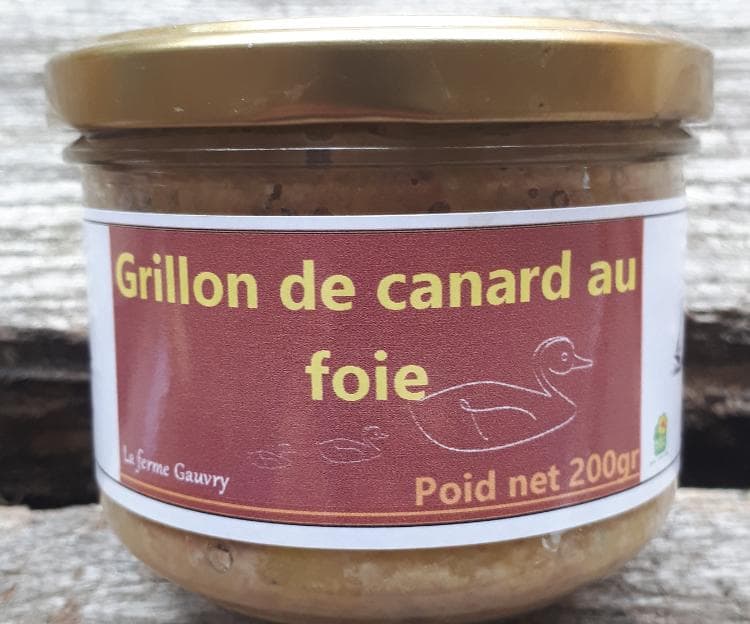 Grillon de canard au
foie
La ferme Gauvry
Poid net 200gr